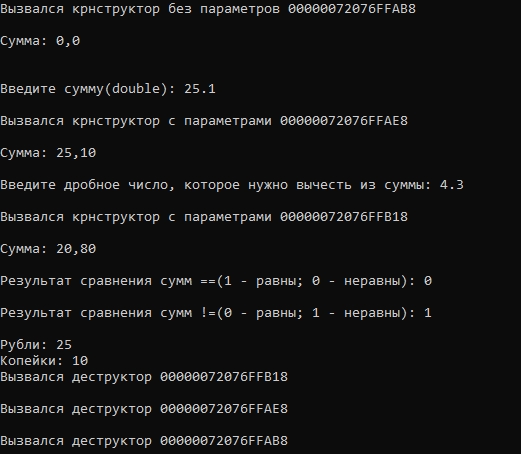 Вызвался крнструктор без параметров 00000072076FFAB8
Сумма: 0,0
Введите сумму(double): 25.1
Вызвался крнструктор с параметрами 00000072076FFAE8
Сумма: 25,10
Введите дробное число, которое нужно вычесть из суммы: 4.3
Вызвался крнструктор с параметрами 00000072076FFB18
Сумма: 20,80
Результат сравнения сумм ==(1 - равны; 0 - неравны): 0
Результат сравнения сумм !=(0 - равны; 1 - неравны): 1
Рубли: 25
Копейки: 10
Вызвался деструктор 00000072076FFB18
Вызвался деструктор 00000072076FFAE8
Вызвался деструктор 00000072076FFAB8